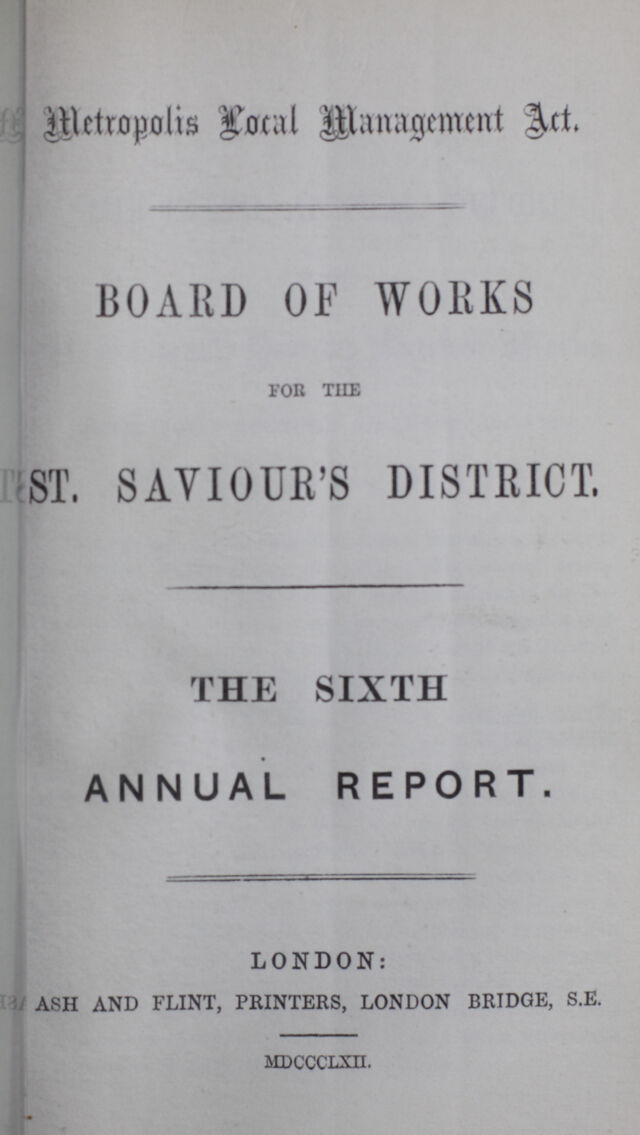 Metropolis Local Management Act.
BOARD OF WORKS
FOR THE
ST. SAVIOUR'S DISTRICT.
THE SIXTH
ANNUAL REPORT.
LONDON:
ASH AND FLINT, PRINTERS, LONDON BRIDGE, S.E.
MDCCCLXII.